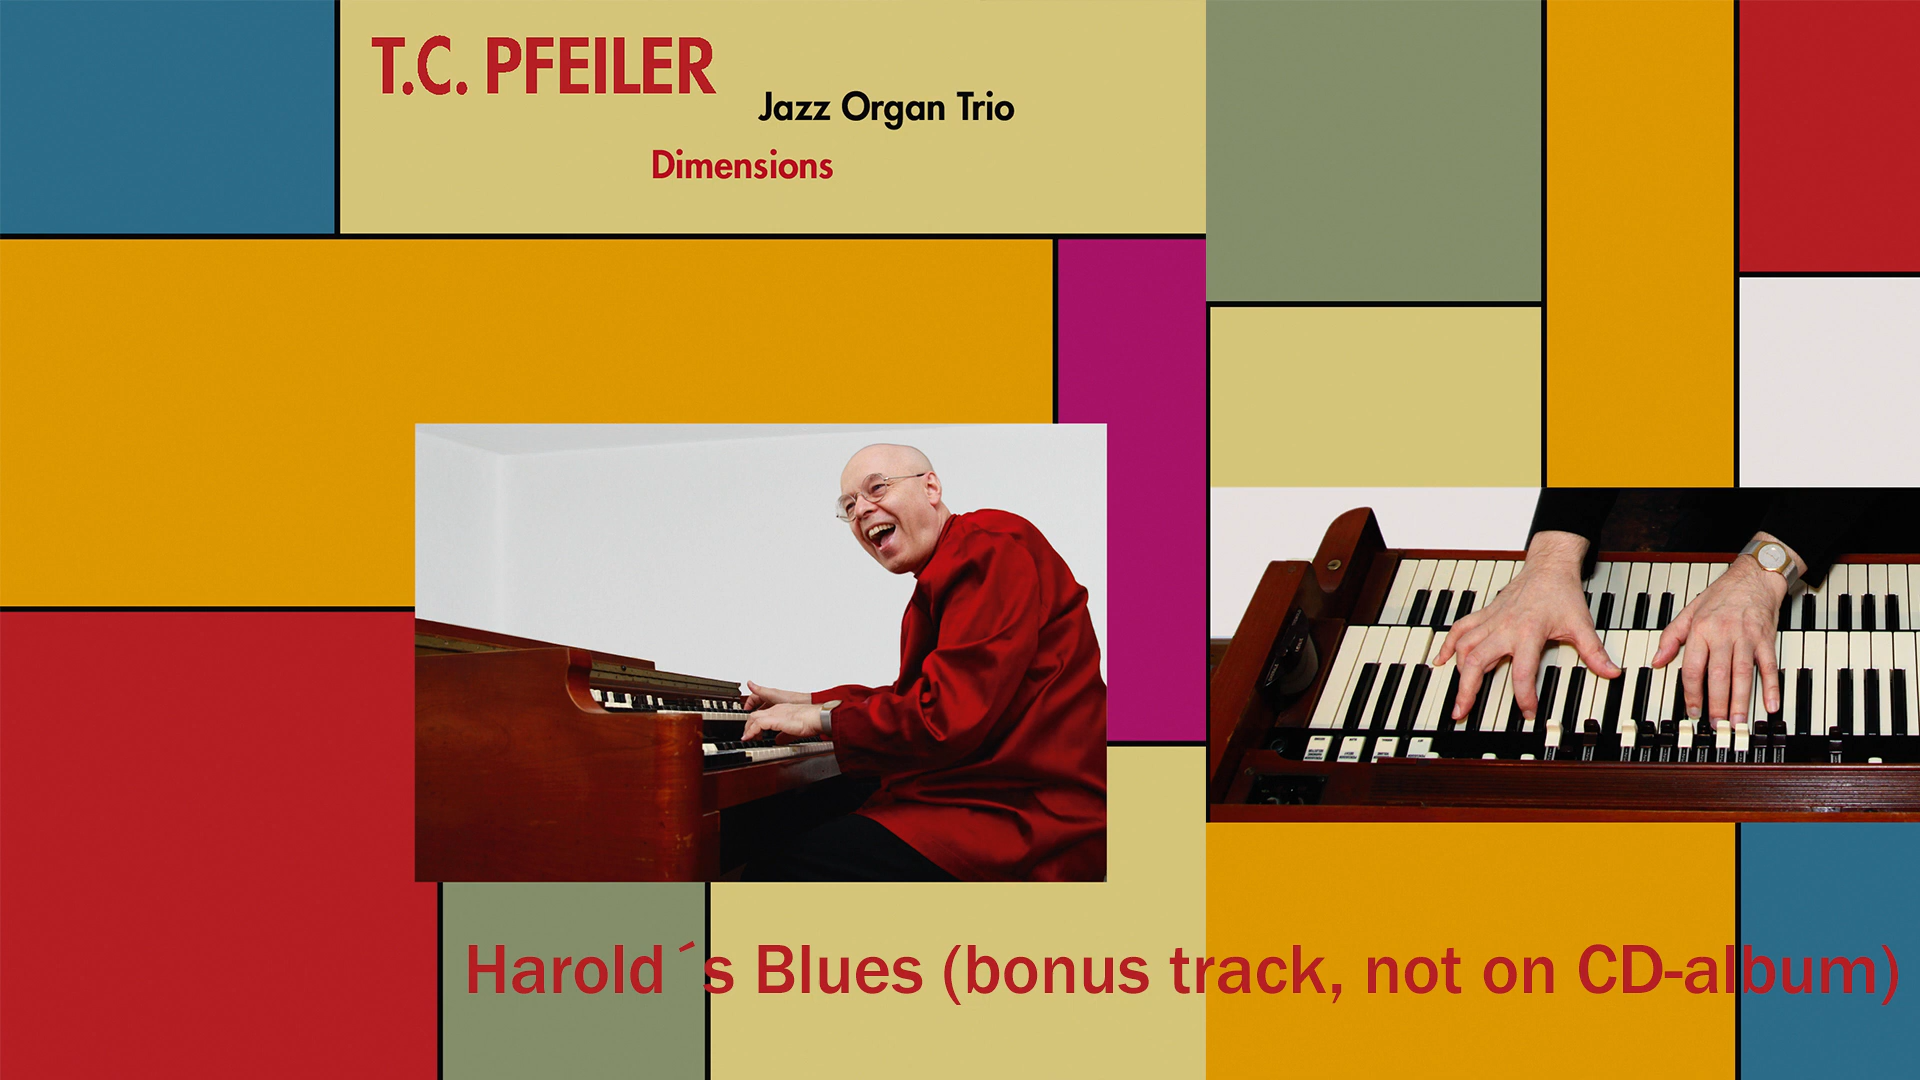 T.C. PFEILER
Jazz Organ Trio
Dimensions
Harold´s Blues (bonus track, not on CD-album)